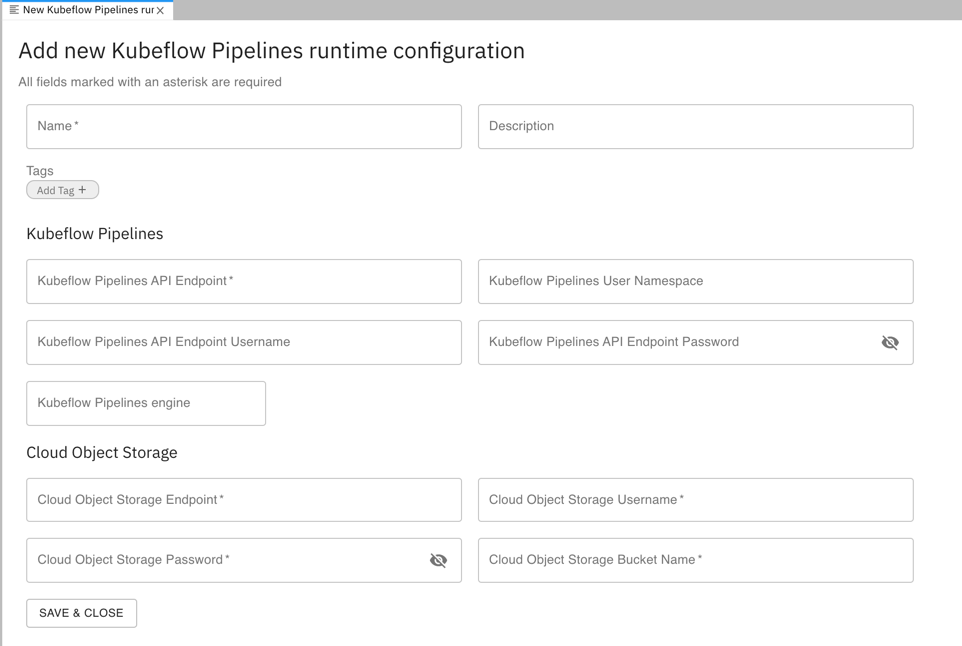 New Kubeflow Pipelines rur
Add new Kubeflow Pipelines runtime configuration
All fields marked with an asterisk are required
Name*
Description
Tags
Add Tag +
Kubeflow Pipelines
Kubeflow Pipelines API Endpoint*
Kubeflow Pipelines User Namespace
Kubeflow Pipelines API Endpoint Username
Kubeflow Pipelines API Endpoint Password
Kubeflow Pipelines engine
Cloud Object Storage
Cloud Object Storage Endpoint*
Cloud Object Storage Username*
Cloud Object Storage Password*
Cloud Object Storage Bucket Name*
SAVE & CLOSE